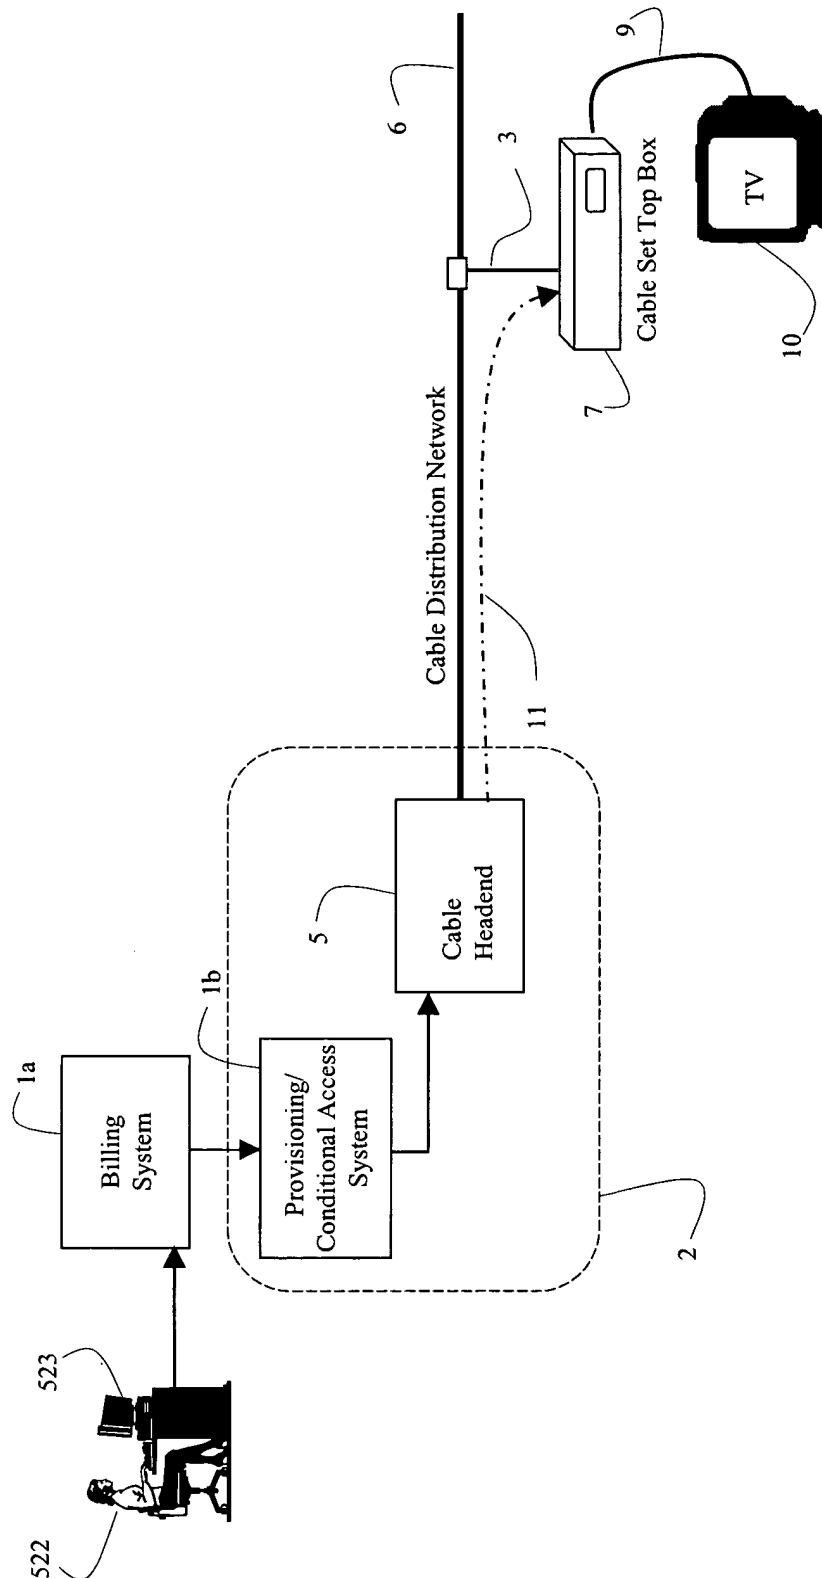 522
523
1a
Billing
System
1b
Provisioning/
Conditional Access
System
2
5
Cable
Headend
Cable Distribution Network
11
6
3
7
Cable Set Top Box
9
TV
10